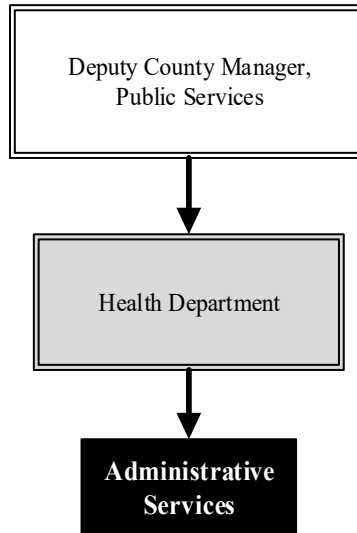 Deputy County Manager,
Public Services
Health Department
Administrative
Services